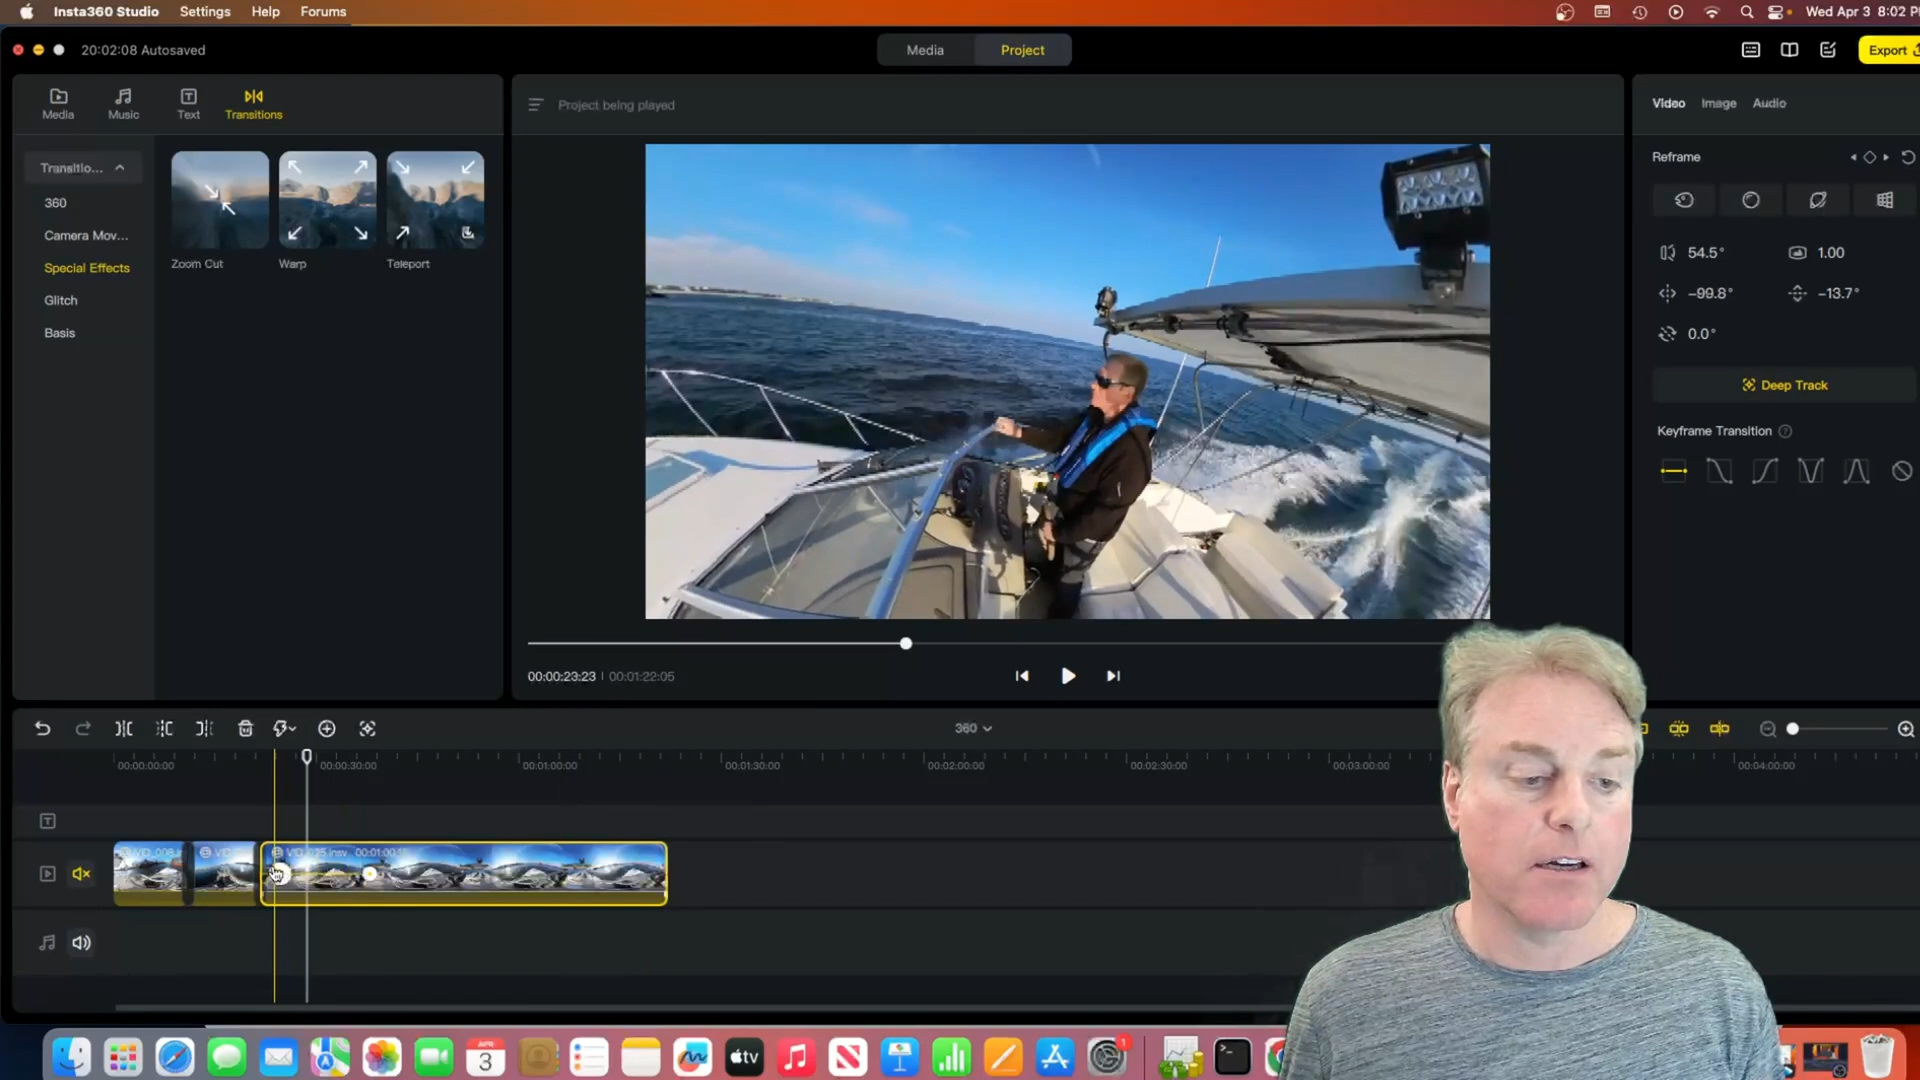 Insta360 Studio Settings Help Forums
Wed Apr 3 8:02 P
20:02:08 Autosaved
Media Project
Export
Media Music Text Transitions
Project being played
Video Image Audio
Transitio...
360
Camera Mov...
Special Effects
Glitch
Basis
Zoom Cut Warp Teleport
Reframe
54.5° 1.00
-99.8° -13.7°
0.0°
Deep Track
Keyframe Transition
00:00:23:23 | 00:01:22:05
360
00:00:00:00 00:00:30:00 00:01:00:00 00:01:30:00 00:02:00:00 00:02:30:00 00:03:00:00 00:04:00:00
APR
3
tv
1